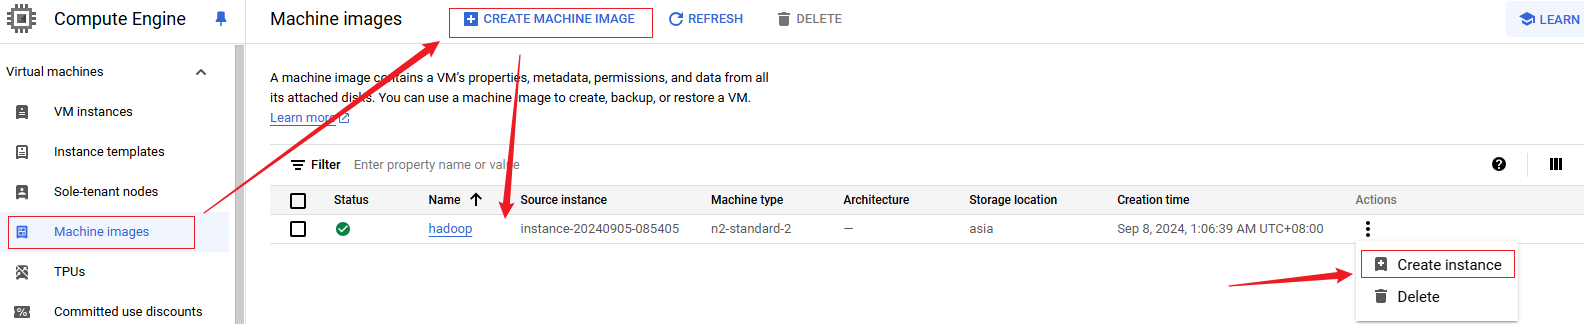 Compute Engine
Machine images
CREATE MACHINE IMAGE
REFRESH
DELETE
LEARN
Virtual machines
VM instances
Instance templates
Sole-tenant nodes
Machine images
TPUs
Committed use discounts
A machine image contains a VM's properties, metadata, permissions, and data from all
its attached disks. You can use a machine image to create, backup, or restore a VM.
Learn more
Filter Enter property name or value
Status Name Source instance Machine type Architecture Storage location Creation time Actions
hadoop instance-20240905-085405 n2-standard-2 — asia Sep 8, 2024, 1:06:39 AM UTC+08:00
Create instance
Delete